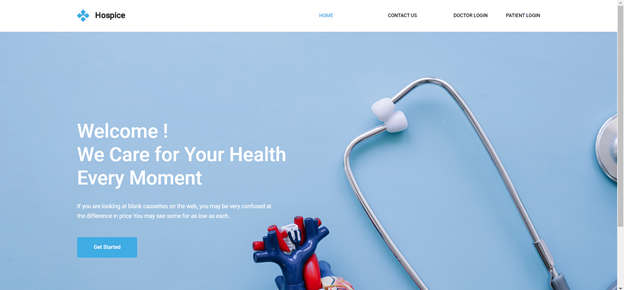 Hospice
HOME
CONTACT US
DOCTOR LOGIN
PATIENT LOGIN
Welcome !
We Care for Your Health
Every Moment
If you are looking at blank cassettes on the web, you may be very confused at
the difference in price You may see some for as low as each.
Get Started